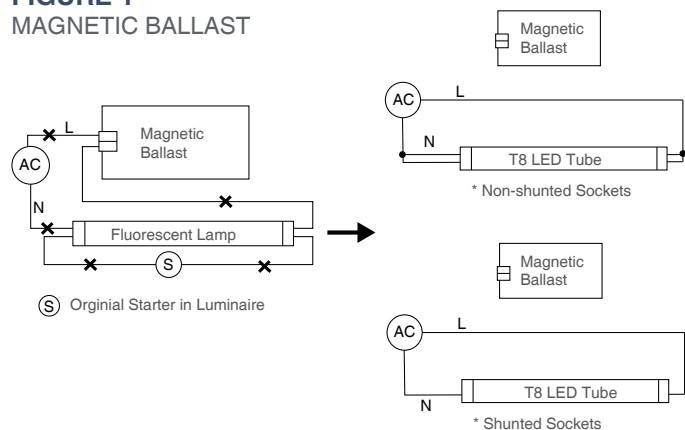 FIGURE 1
MAGNETIC BALLAST
L
Magnetic
Ballast
AC
N
Fluorescent Lamp
S
S Orginial Starter in Luminaire
Magnetic
Ballast
AC
L
N
T8 LED Tube
* Non-shunted Sockets
Magnetic
Ballast
AC
L
N
T8 LED Tube
* Shunted Sockets